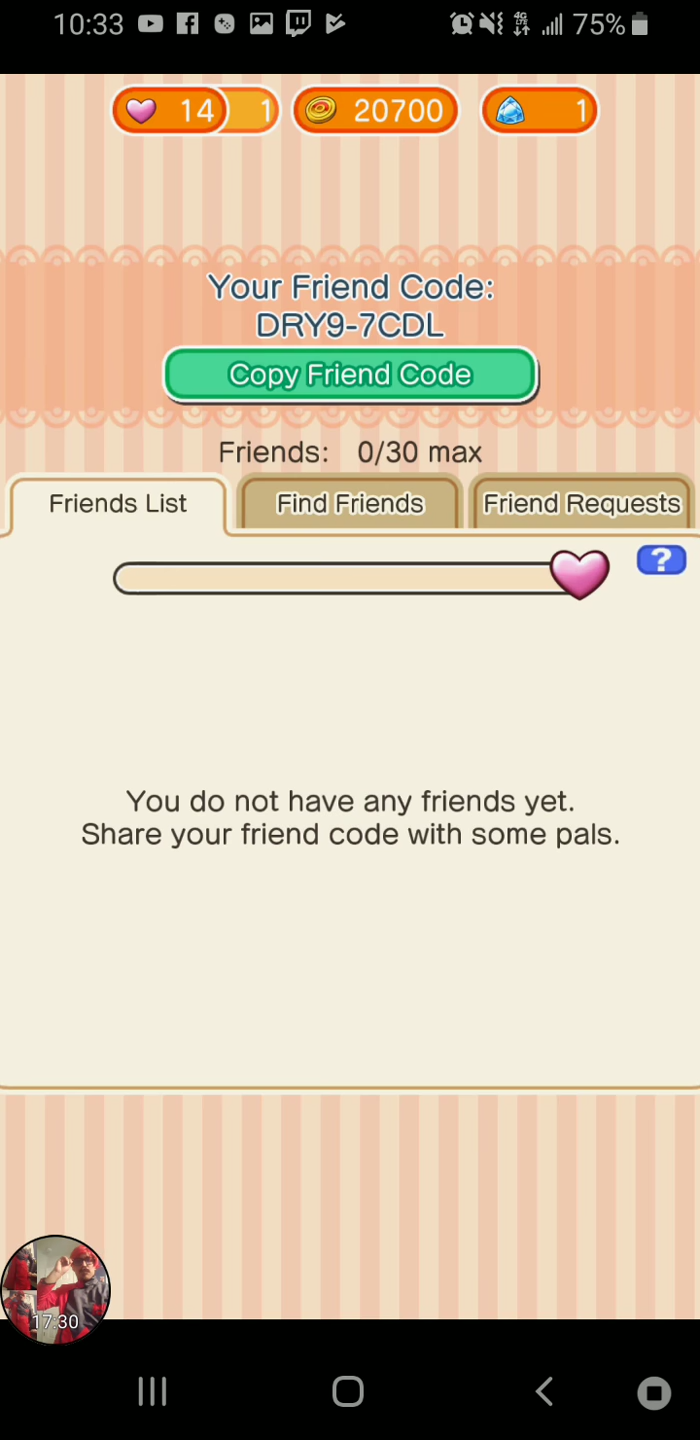 10:33 75%
14 1 20700 1
Your Friend Code:
DRY9-7CDL
Copy Friend Code
Friends: 0/30 max
Friends List Find Friends Friend Requests
?
You do not have any friends yet.
Share your friend code with some pals.
17:30